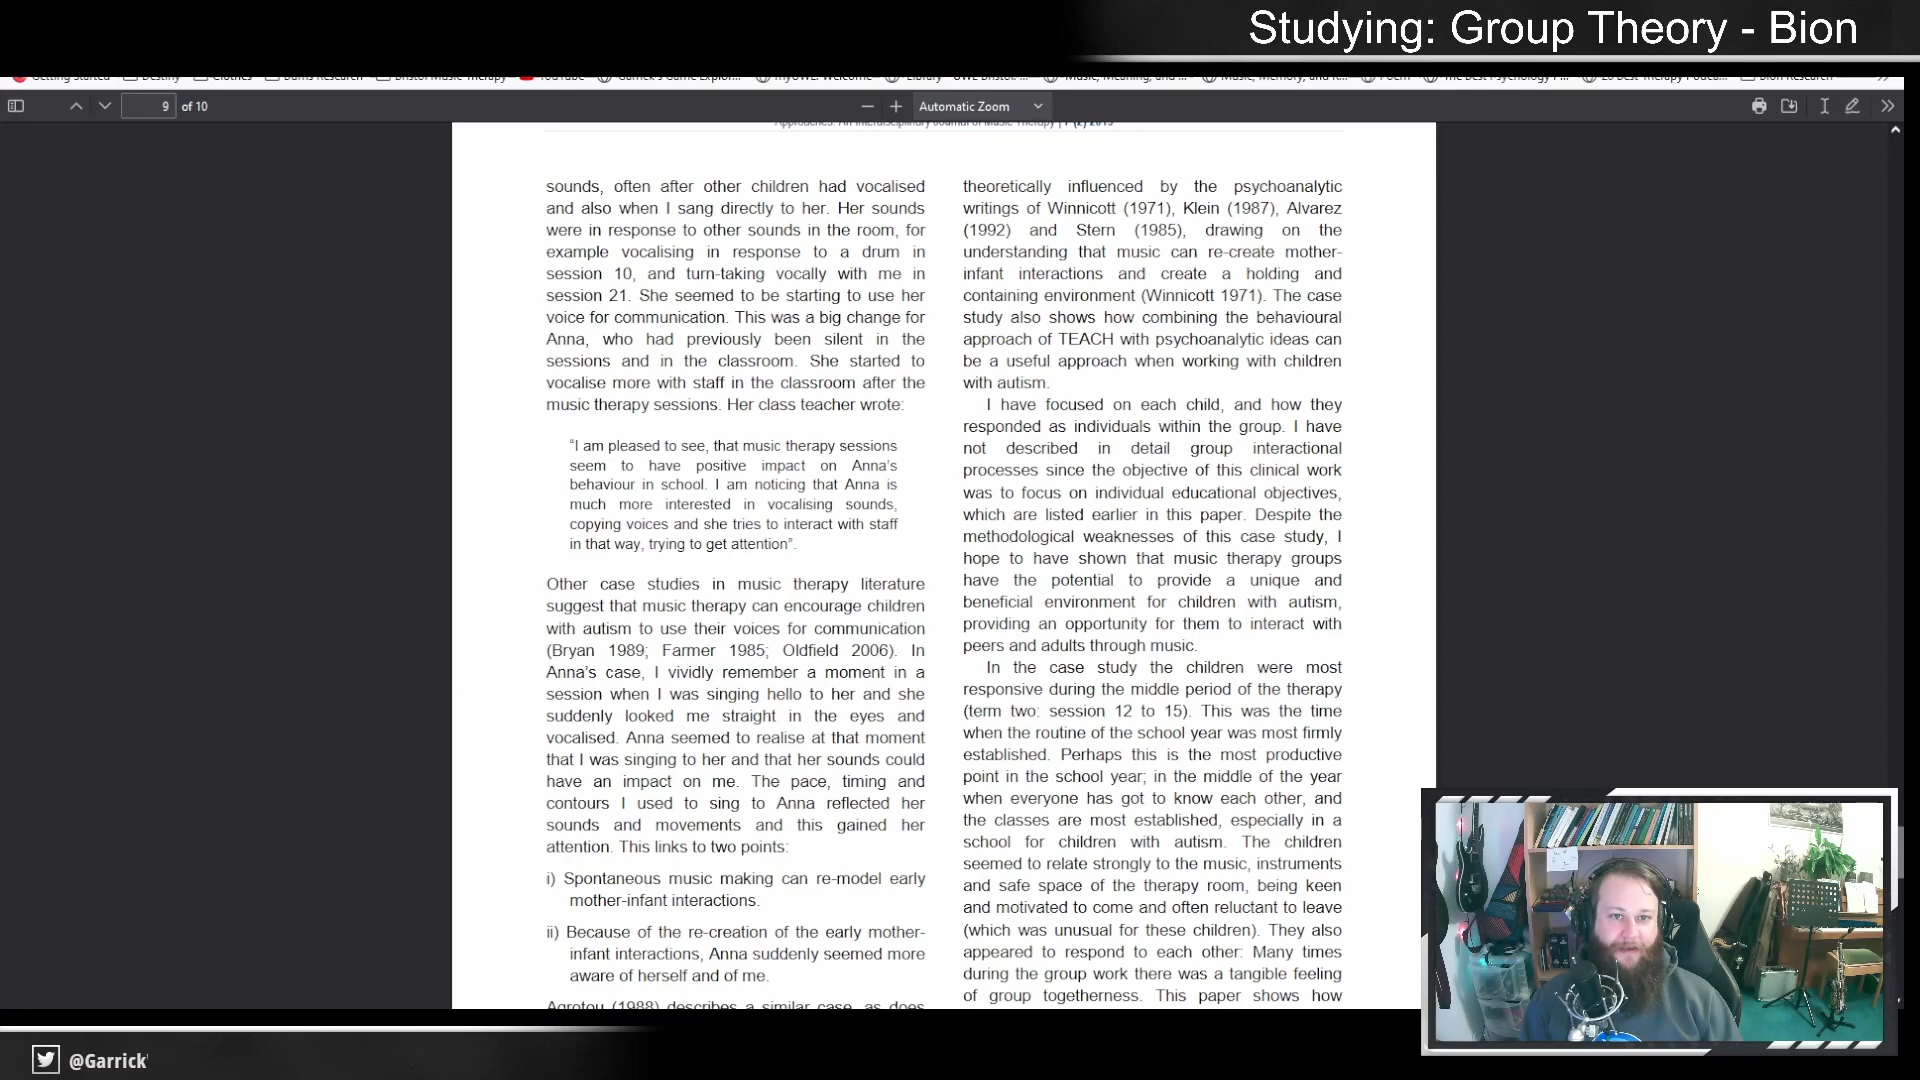 Studying: Group Theory - Bion
9 of 10
Automatic Zoom
Approaches: An Interdisciplinary Journal of Music Therapy | 7 (2) 2015
sounds, often after other children had vocalised
and also when I sang directly to her. Her sounds
were in response to other sounds in the room, for
example vocalising in response to a drum in
session 10, and turn-taking vocally with me in
session 21. She seemed to be starting to use her
voice for communication. This was a big change for
Anna, who had previously been silent in the
sessions and in the classroom. She started to
vocalise more with staff in the classroom after the
music therapy sessions. Her class teacher wrote:
“I am pleased to see, that music therapy sessions
seem to have positive impact on Anna’s
behaviour in school. I am noticing that Anna is
much more interested in vocalising sounds,
copying voices and she tries to interact with staff
in that way, trying to get attention”.
Other case studies in music therapy literature
suggest that music therapy can encourage children
with autism to use their voices for communication
(Bryan 1989; Farmer 1985; Oldfield 2006). In
Anna’s case, I vividly remember a moment in a
session when I was singing hello to her and she
suddenly looked me straight in the eyes and
vocalised. Anna seemed to realise at that moment
that I was singing to her and that her sounds could
have an impact on me. The pace, timing and
contours I used to sing to Anna reflected her
sounds and movements and this gained her
attention. This links to two points:
i) Spontaneous music making can re-model early
mother-infant interactions.
ii) Because of the re-creation of the early mother-
infant interactions, Anna suddenly seemed more
aware of herself and of me.
Agrotou (1988) describes a similar case, as does
theoretically influenced by the psychoanalytic
writings of Winnicott (1971), Klein (1987), Alvarez
(1992) and Stern (1985), drawing on the
understanding that music can re-create mother-
infant interactions and create a holding and
containing environment (Winnicott 1971). The case
study also shows how combining the behavioural
approach of TEACH with psychoanalytic ideas can
be a useful approach when working with children
with autism.
I have focused on each child, and how they
responded as individuals within the group. I have
not described in detail group interactional
processes since the objective of this clinical work
was to focus on individual educational objectives,
which are listed earlier in this paper. Despite the
methodological weaknesses of this case study, I
hope to have shown that music therapy groups
have the potential to provide a unique and
beneficial environment for children with autism,
providing an opportunity for them to interact with
peers and adults through music.
In the case study the children were most
responsive during the middle period of the therapy
(term two: session 12 to 15). This was the time
when the routine of the school year was most firmly
established. Perhaps this is the most productive
point in the school year; in the middle of the year
when everyone has got to know each other, and
the classes are most established, especially in a
school for children with autism. The children
seemed to relate strongly to the music, instruments
and safe space of the therapy room, being keen
and motivated to come and often reluctant to leave
(which was unusual for these children). They also
appeared to respond to each other: Many times
during the group work there was a tangible feeling
of group togetherness. This paper shows how
@Garrick